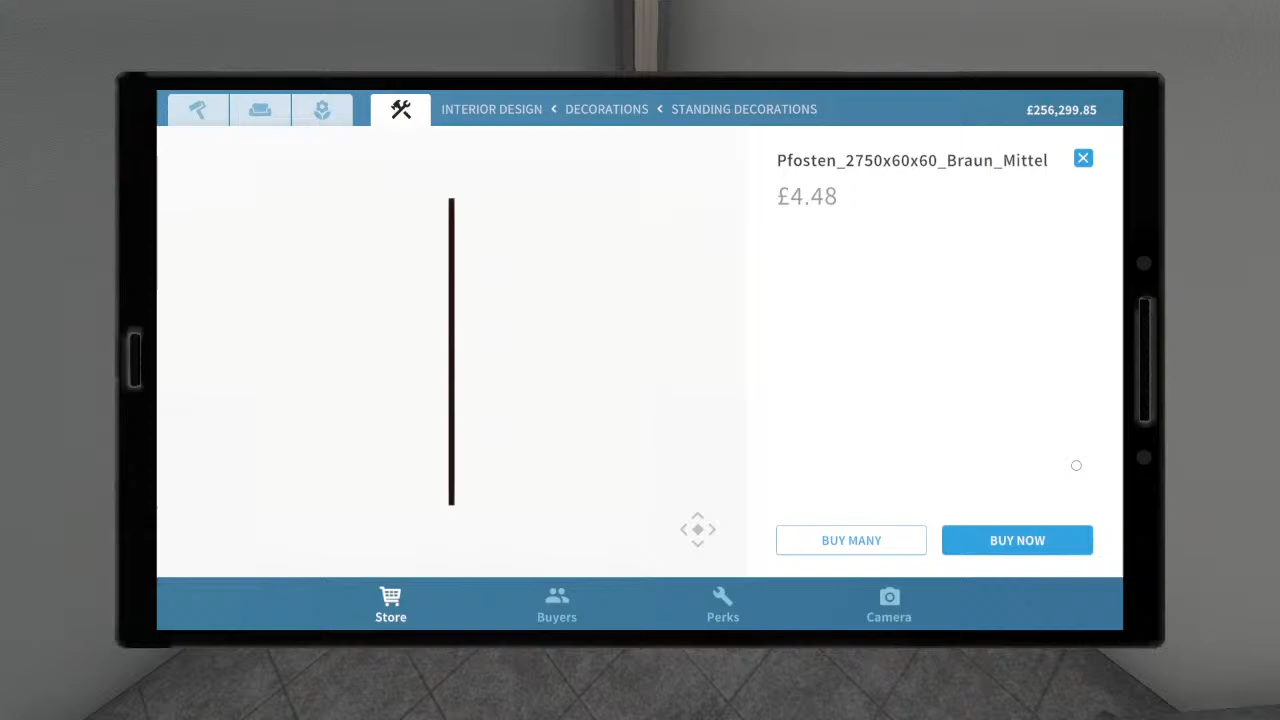 INTERIOR DESIGN < DECORATIONS < STANDING DECORATIONS £256,299.85
Pfosten_2750x60x60_Braun_Mittel
£4.48
BUY MANY BUY NOW
Store Buyers Perks Camera